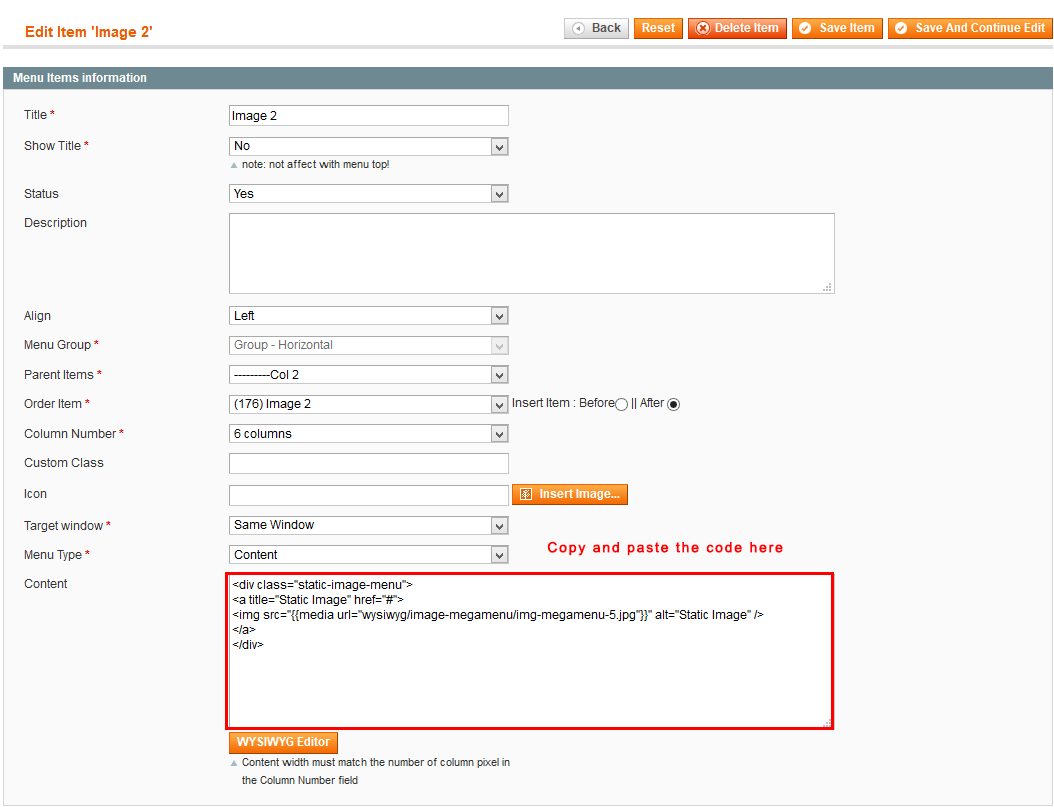 Edit Item 'Image 2'
Back Reset Delete Item Save Item Save And Continue Edit
Menu Items information
Title * Image 2
Show Title * No
note: not affect with menu top!
Status Yes
Description
Align Left
Menu Group * Group - Horizontal
Parent Items * ---------Col 2
Order Item * (176) Image 2 Insert Item : Before || After
Column Number * 6 columns
Custom Class
Icon Insert Image...
Target window * Same Window
Menu Type * Content
Copy and paste the code here
Content
<div class="static-image-menu">
<a title="Static Image" href="#">
<img src="{{media url="wysiwyg/image-megamenu/img-megamenu-5.jpg"}}" alt="Static Image" />
</a>
</div>
WYSIWYG Editor
Content width must match the number of column pixel in
the Column Number field